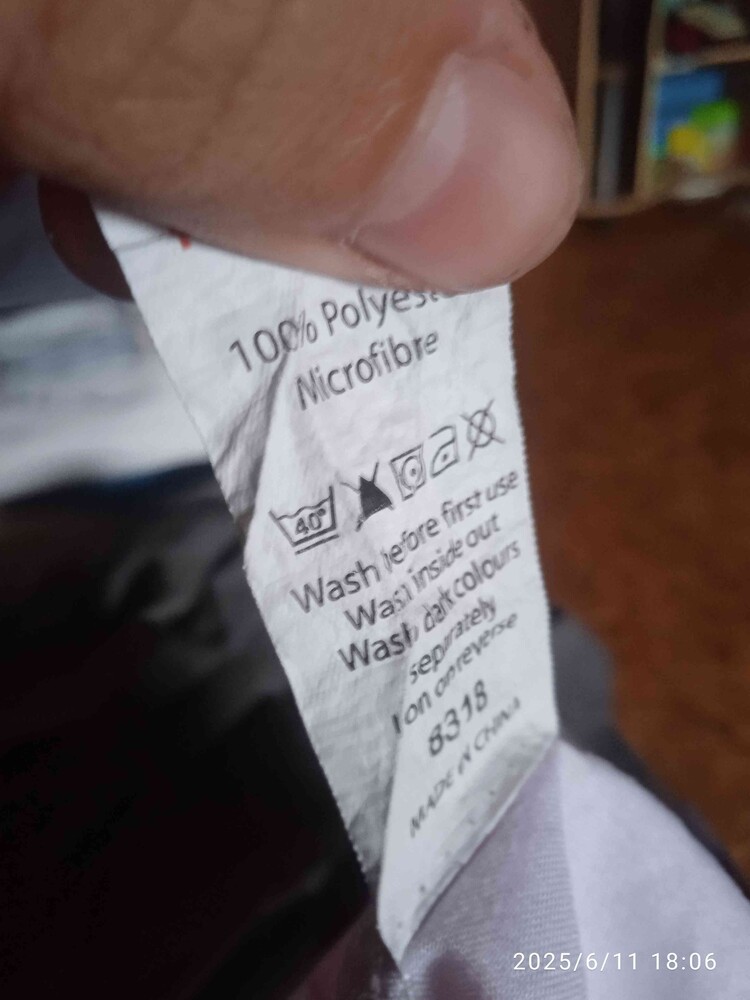 100% Polyester
Microfibre
40°
Wash before first use
Wash inside out
Wash dark colours
separately
Iron on reverse
8318
MADE IN CHINA
2025/6/11 18:06